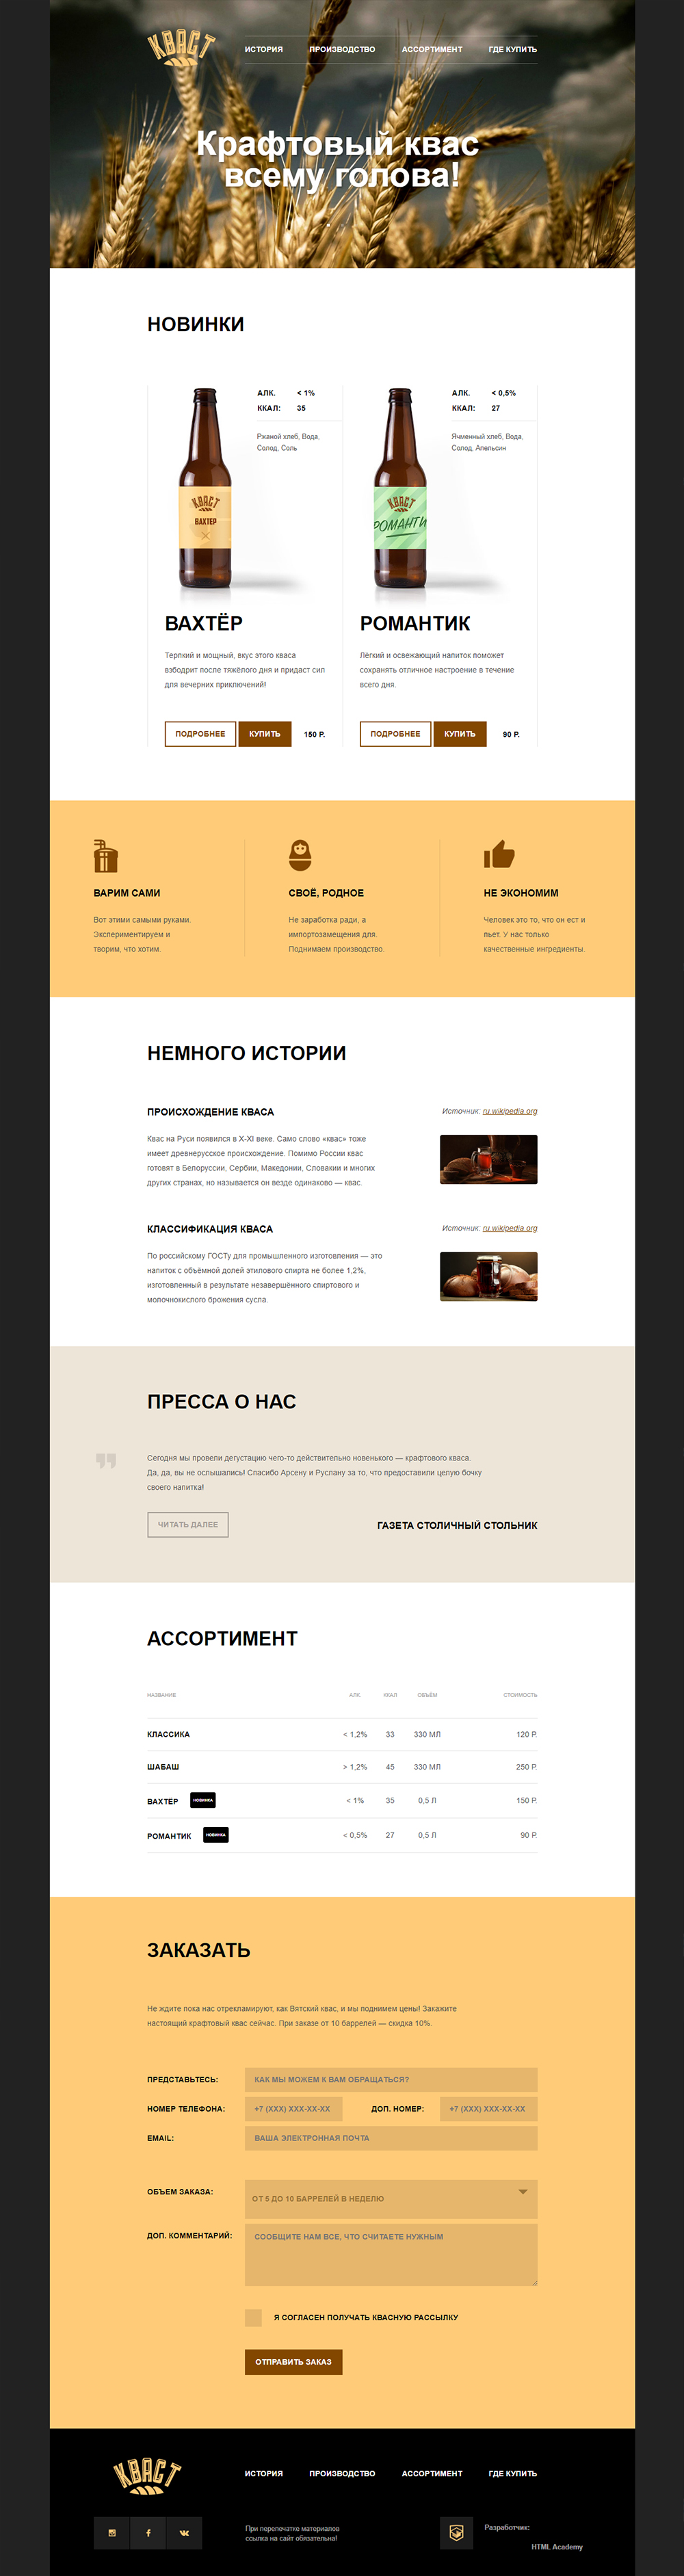 КВАСТ
ИСТОРИЯ ПРОИЗВОДСТВО АССОРТИМЕНТ ГДЕ КУПИТЬ
Крафтовый квас
всему голова!
НОВИНКИ
АЛК. < 1%
ККАЛ: 35
Ржаной хлеб, Вода,
Солод, Соль
КВАСТ
ВАХТЕР
ВАХТЁР
Терпкий и мощный, вкус этого кваса
взбодрит после тяжёлого дня и придаст сил
для вечерних приключений!
ПОДРОБНЕЕ КУПИТЬ 150 Р.
АЛК. < 0,5%
ККАЛ: 27
Ячменный хлеб, Вода,
Солод, Апельсин
КВАСТ
РОМАНТИ
РОМАНТИК
Лёгкий и освежающий напиток поможет
сохранять отличное настроение в течение
всего дня.
ПОДРОБНЕЕ КУПИТЬ 90 Р.
ВАРИМ САМИ
Вот этими самыми руками.
Экспериментируем и
творим, что хотим.
СВОЁ, РОДНОЕ
Не заработка ради, а
импортозамещения для.
Поднимаем производство.
НЕ ЭКОНОМИМ
Человек это то, что он ест и
пьет. У нас только
качественные ингредиенты.
НЕМНОГО ИСТОРИИ
ПРОИСХОЖДЕНИЕ КВАСА
Источник: ru.wikipedia.org
Квас на Руси появился в X-XI веке. Само слово «квас» тоже
имеет древнерусское происхождение. Помимо России квас
готовят в Белоруссии, Сербии, Македонии, Словакии и многих
других странах, но называется он везде одинаково — квас.
КЛАССИФИКАЦИЯ КВАСА
Источник: ru.wikipedia.org
По российскому ГОСТу для промышленного изготовления — это
напиток с объёмной долей этилового спирта не более 1,2%,
изготовленный в результате незавершённого спиртового и
молочнокислого брожения сусла.
ПРЕССА О НАС
Сегодня мы провели дегустацию чего-то действительно новенького — крафтового кваса.
Да, да, вы не ослышались! Спасибо Арсену и Руслану за то, что предоставили целую бочку
своего напитка!
ЧИТАТЬ ДАЛЕЕ
ГАЗЕТА СТОЛИЧНЫЙ СТОЛЬНИК
АССОРТИМЕНТ
НАЗВАНИЕ АЛК. ККАЛ ОБЪЁМ СТОИМОСТЬ
КЛАССИКА < 1,2% 33 330 МЛ 120 Р.
ШАБАШ > 1,2% 45 330 МЛ 250 Р.
ВАХТЁР НОВИНКА < 1% 35 0,5 Л 150 Р.
РОМАНТИК НОВИНКА < 0,5% 27 0,5 Л 90 Р.
ЗАКАЗАТЬ
Не ждите пока нас отрекламируют, как Вятский квас, и мы поднимем цены! Закажите
настоящий крафтовый квас сейчас. При заказе от 10 баррелей — скидка 10%.
ПРЕДСТАВЬТЕСЬ: КАК МЫ МОЖЕМ К ВАМ ОБРАЩАТЬСЯ?
НОМЕР ТЕЛЕФОНА: +7 (XXX) XXX-XX-XX ДОП. НОМЕР: +7 (XXX) XXX-XX-XX
EMAIL: ВАША ЭЛЕКТРОННАЯ ПОЧТА
ОБЪЕМ ЗАКАЗА: ОТ 5 ДО 10 БАРРЕЛЕЙ В НЕДЕЛЮ
ДОП. КОММЕНТАРИЙ: СООБЩИТЕ НАМ ВСЕ, ЧТО СЧИТАЕТЕ НУЖНЫМ
Я СОГЛАСЕН ПОЛУЧАТЬ КВАСНУЮ РАССЫЛКУ
ОТПРАВИТЬ ЗАКАЗ
КВАСТ
ИСТОРИЯ ПРОИЗВОДСТВО АССОРТИМЕНТ ГДЕ КУПИТЬ
При перепечатке материалов
ссылка на сайт обязательна!
Разработчик:
HTML Academy